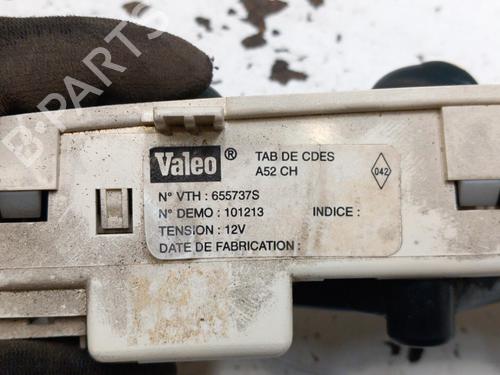 Valeo® TAB DE CDES
A52 CH
042
N° VTH : 655737S
N° DEMO : 101213 INDICE :
TENSION : 12V
DATE DE FABRICATION :
B-PARTS